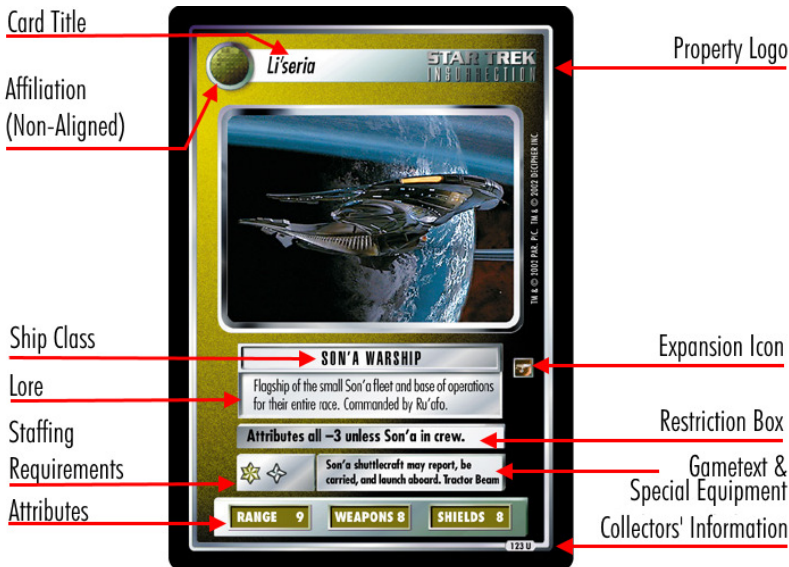 Card Title
Property Logo
Li'seria
STAR TREK
INSURRECTION
Affiliation
(Non-Aligned)
TM & © 2002 PAR. PIC. TM & © 2002 DECIPHER INC.
Ship Class
SON'A WARSHIP
Expansion Icon
Lore
Flagship of the small Son'a fleet and base of operations
for their entire race. Commanded by Ru'afo.
Staffing
Requirements
Attributes all –3 unless Son'a in crew.
Restriction Box
Son'a shuttlecraft may report, be
carried, and launch aboard. Tractor Beam
Gametext &
Special Equipment
Attributes
RANGE 9
WEAPONS 8
SHIELDS 8
Collectors' Information
123 U